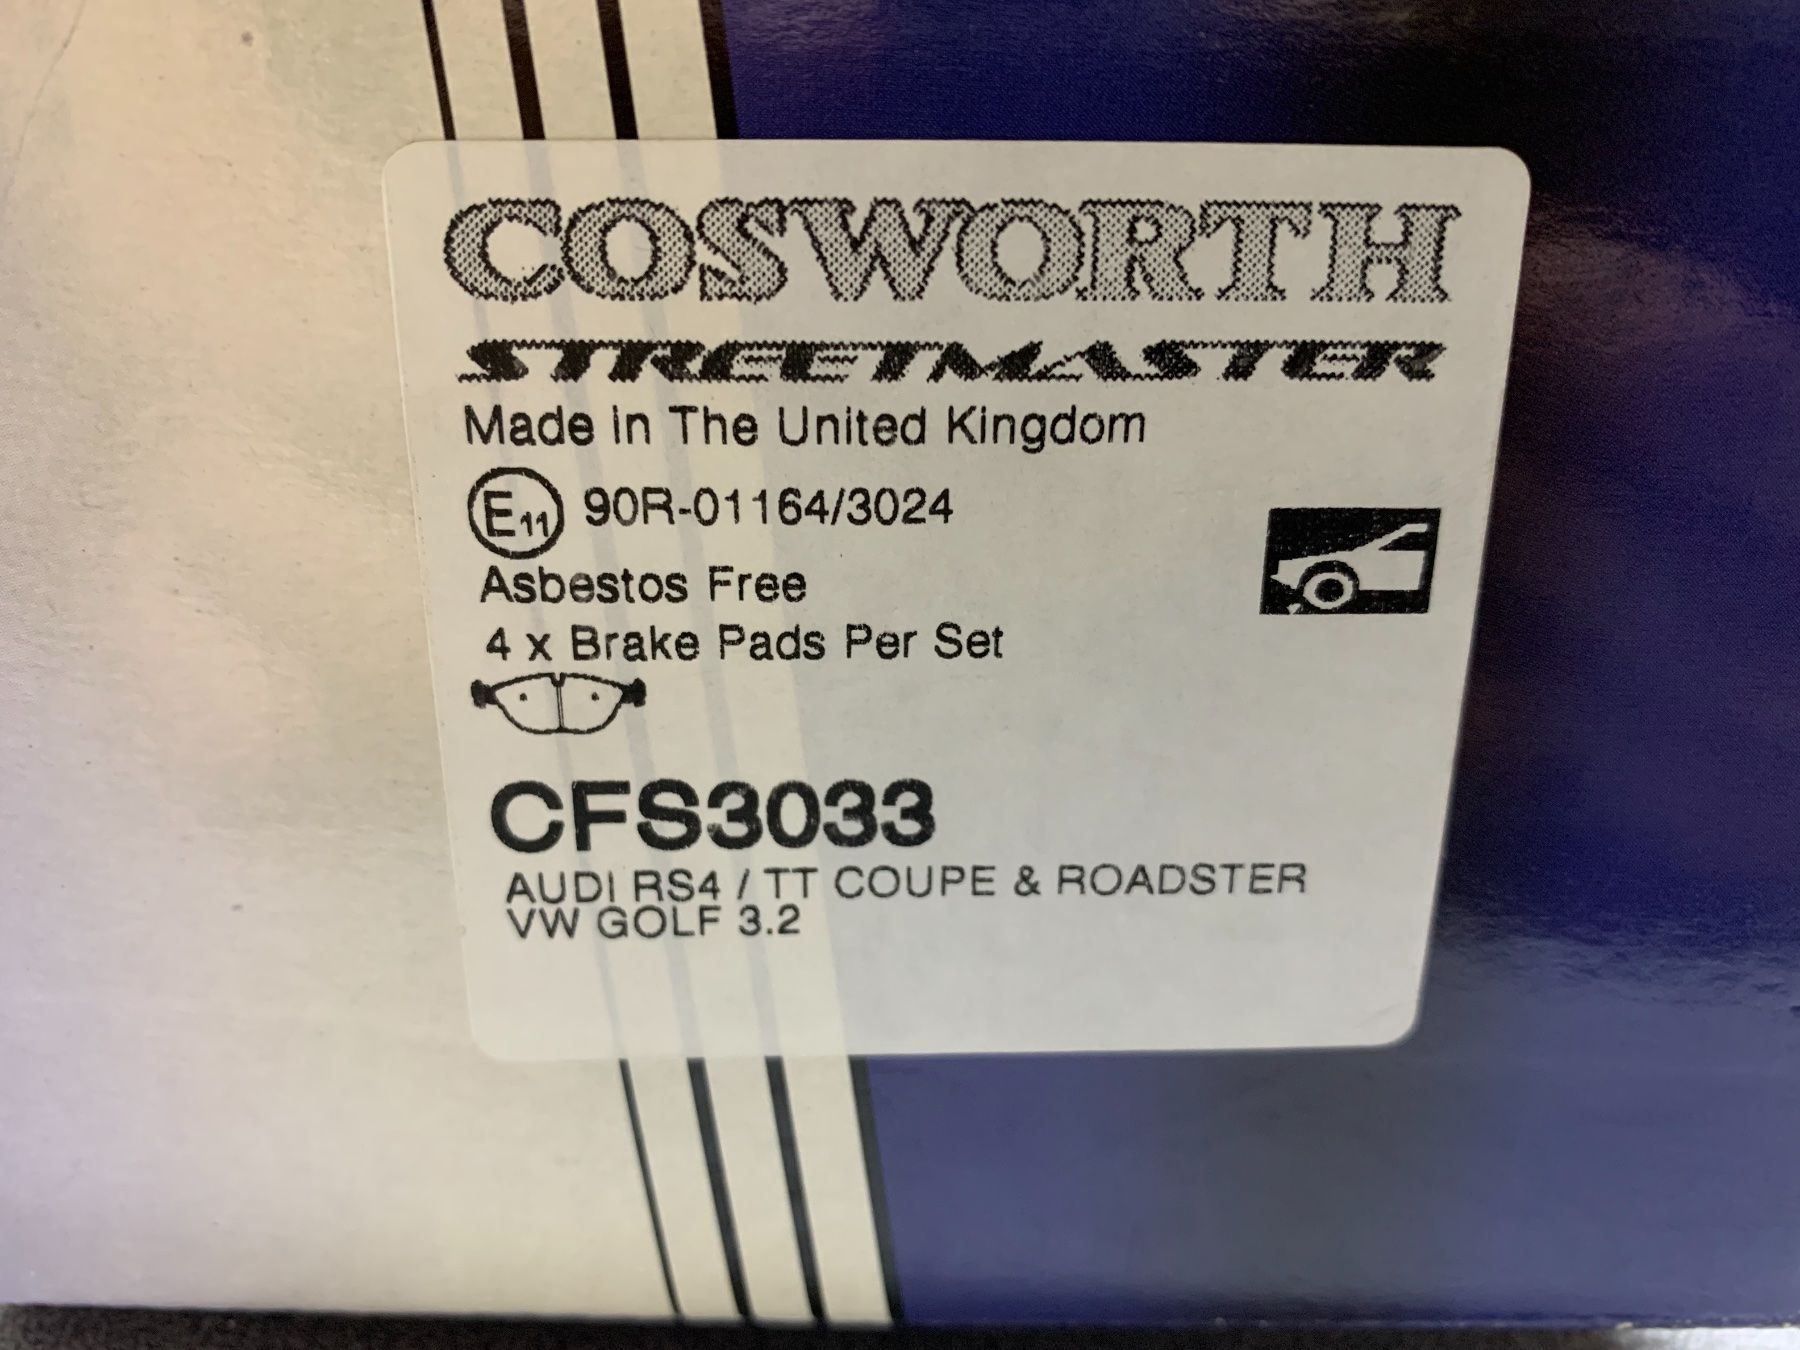 COSWORTH
STREETMASTER
Made In The United Kingdom
E11 90R-01164/3024
Asbestos Free
4 x Brake Pads Per Set
CFS3033
AUDI RS4 / TT COUPE & ROADSTER
VW GOLF 3.2